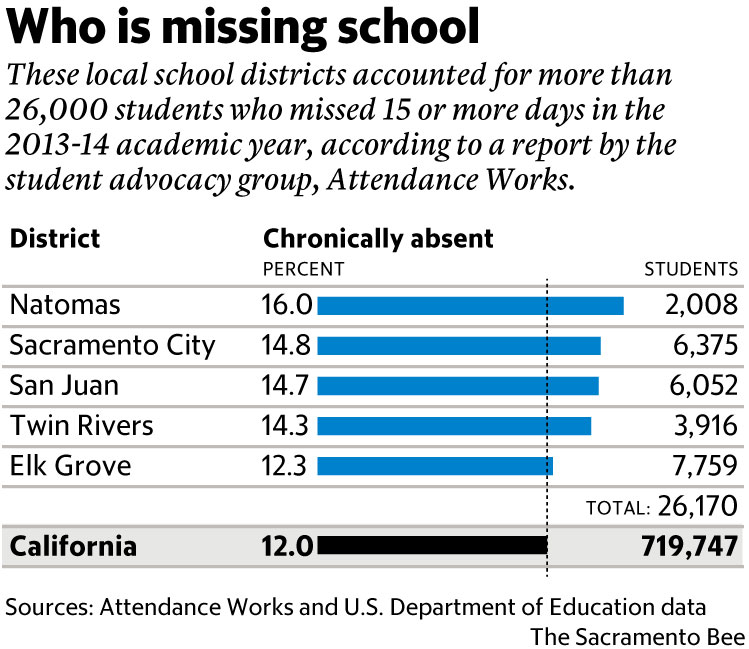 Who is missing school
These local school districts accounted for more than
26,000 students who missed 15 or more days in the
2013-14 academic year, according to a report by the
student advocacy group, Attendance Works.
District Chronically absent
PERCENT STUDENTS
Natomas 16.0 2,008
Sacramento City 14.8 6,375
San Juan 14.7 6,052
Twin Rivers 14.3 3,916
Elk Grove 12.3 7,759
TOTAL: 26,170
California 12.0 719,747
Sources: Attendance Works and U.S. Department of Education data
The Sacramento Bee